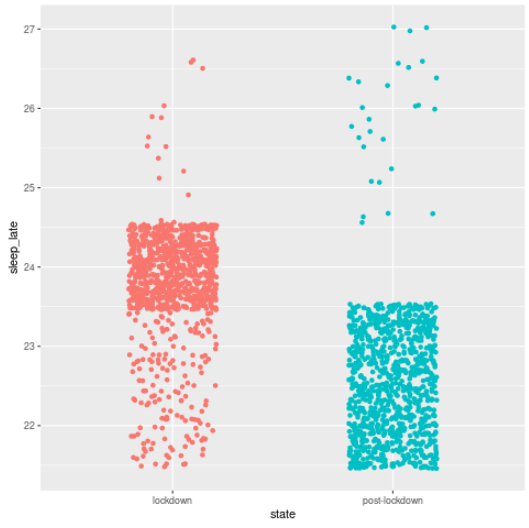 27
26
25
24
23
22
sleep_late
lockdown
post-lockdown
state